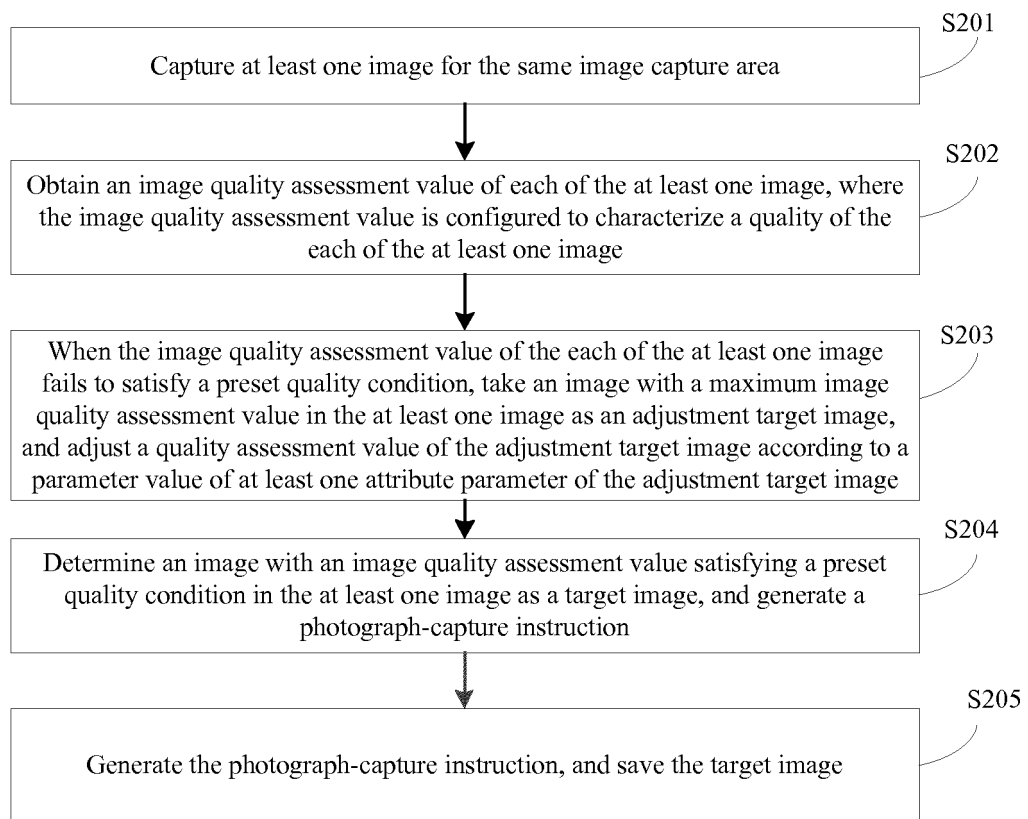 S201
Capture at least one image for the same image capture area
S202
Obtain an image quality assessment value of each of the at least one image, where
the image quality assessment value is configured to characterize a quality of the
each of the at least one image
S203
When the image quality assessment value of the each of the at least one image
fails to satisfy a preset quality condition, take an image with a maximum image
quality assessment value in the at least one image as an adjustment target image,
and adjust a quality assessment value of the adjustment target image according to a
parameter value of at least one attribute parameter of the adjustment target image
S204
Determine an image with an image quality assessment value satisfying a preset
quality condition in the at least one image as a target image, and generate a
photograph-capture instruction
S205
Generate the photograph-capture instruction, and save the target image